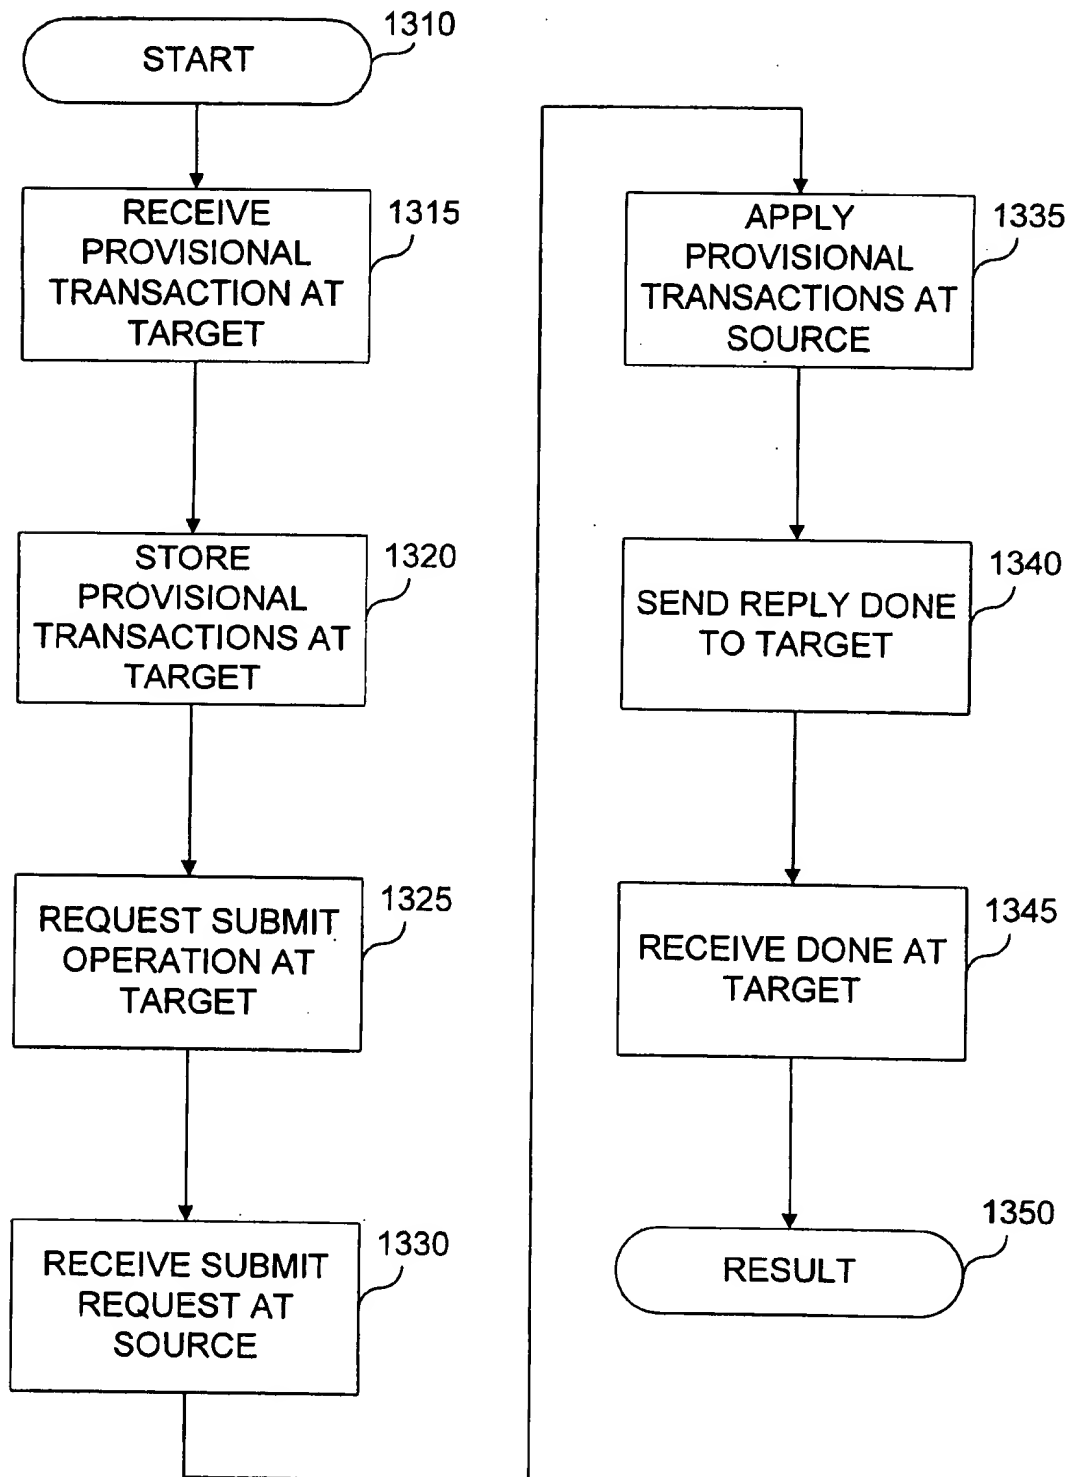 START
1310
RECEIVE
PROVISIONAL
TRANSACTION AT
TARGET
1315
STORE
PROVISIONAL
TRANSACTIONS AT
TARGET
1320
REQUEST SUBMIT
OPERATION AT
TARGET
1325
RECEIVE SUBMIT
REQUEST AT
SOURCE
1330
APPLY
PROVISIONAL
TRANSACTIONS AT
SOURCE
1335
SEND REPLY DONE
TO TARGET
1340
RECEIVE DONE AT
TARGET
1345
RESULT
1350